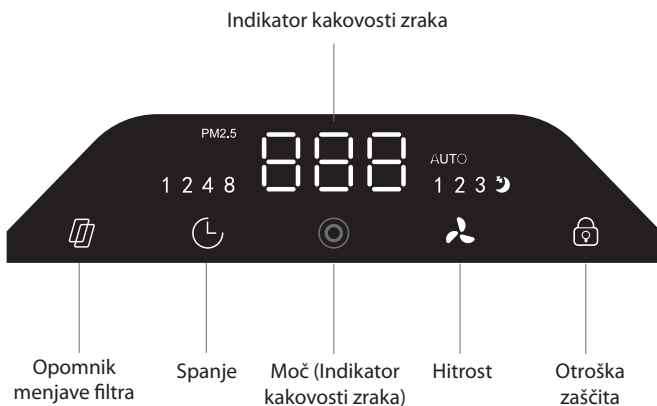 Indikator kakovosti zraka
PM2.5
888
AUTO
1 2 4 8
1 2 3
Opomnik
menjave filtra
Spanje
Moč (Indikator
kakovosti zraka)
Hitrost
Otroška
zaščita